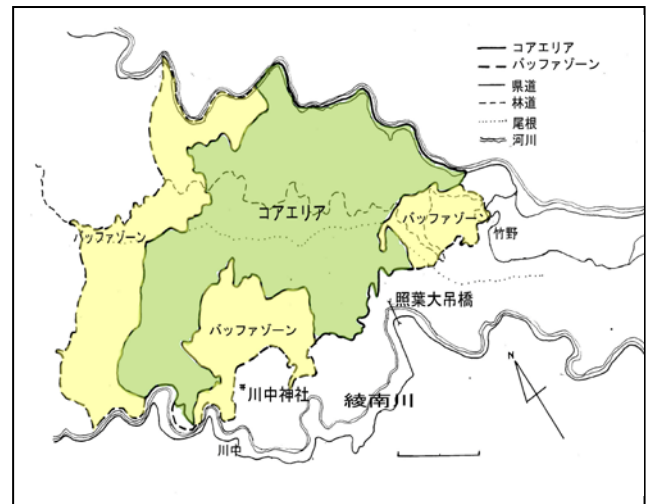 コアエリア
バッファゾーン
県道
林道
尾根
河川
コアエリア
バッファゾーン
竹野
バッファゾーン
照葉大吊橋
バッファゾーン
川中神社
綾南川
川中
N